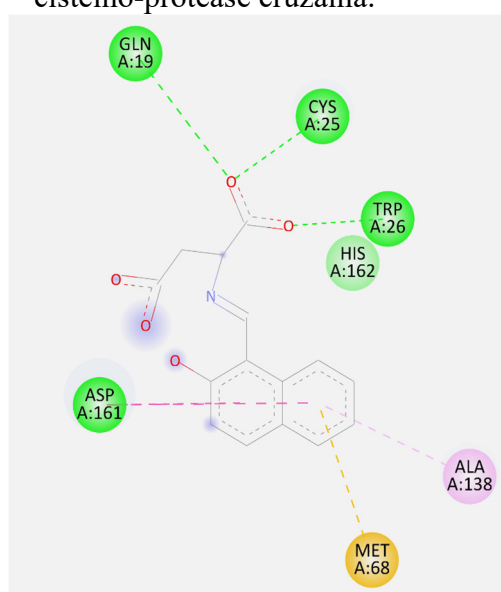 cisteíno-protease cruzaína.
GLN
A:19
CYS
A:25
O
TRP
A:26
O
HIS
A:162
O
N
O
O
ASP
A:161
ALA
A:138
MET
A:68